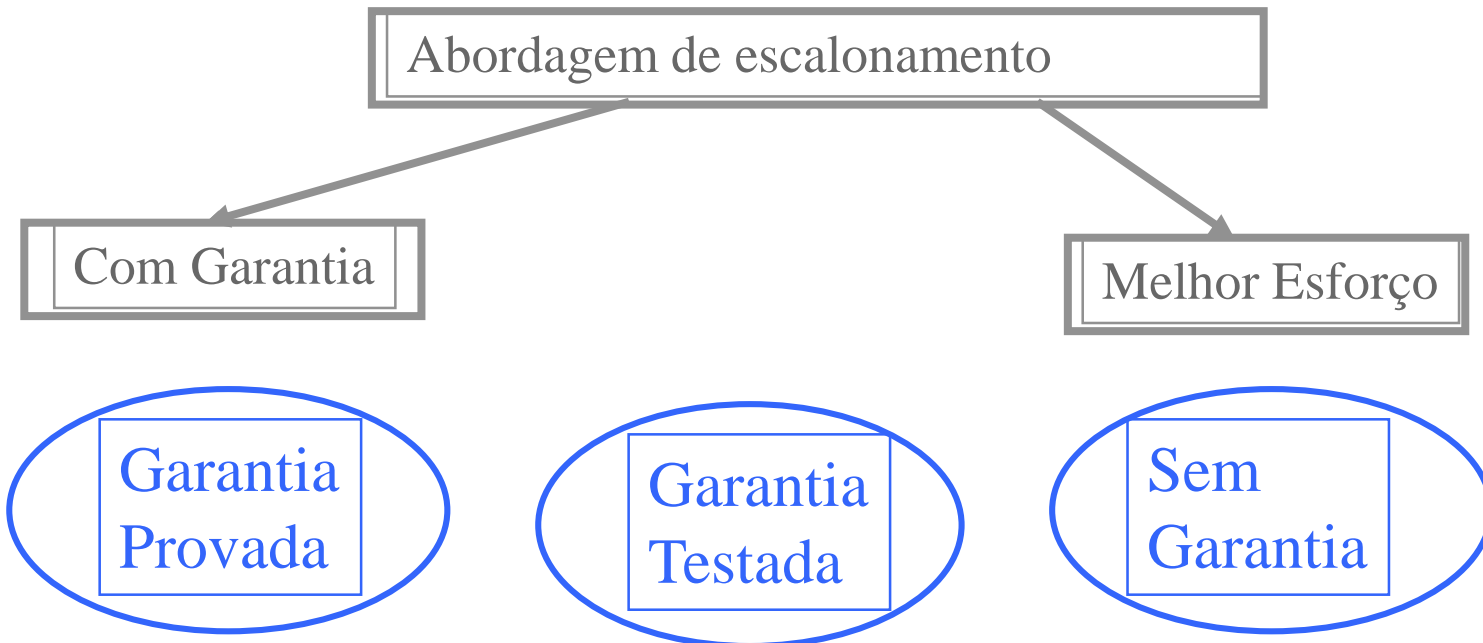 Abordagem de escalonamento
Com Garantia
Melhor Esforço
Garantia
Provada
Garantia
Testada
Sem
Garantia